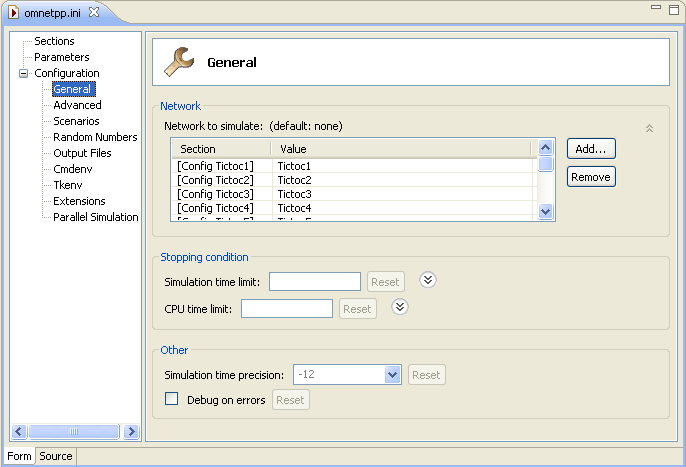 omnetpp.ini
Sections
Parameters
Configuration
General
Advanced
Scenarios
Random Numbers
Output Files
Cmdenv
Tkenv
Extensions
Parallel Simulation
General
Network
Network to simulate: (default: none)
Section Value
[Config Tictoc1] Tictoc1
[Config Tictoc2] Tictoc2
[Config Tictoc3] Tictoc3
[Config Tictoc4] Tictoc4
[Config Tictoc5] Tictoc5
Add...
Remove
Stopping condition
Simulation time limit: Reset
CPU time limit: Reset
Other
Simulation time precision: -12 Reset
Debug on errors Reset
Form Source